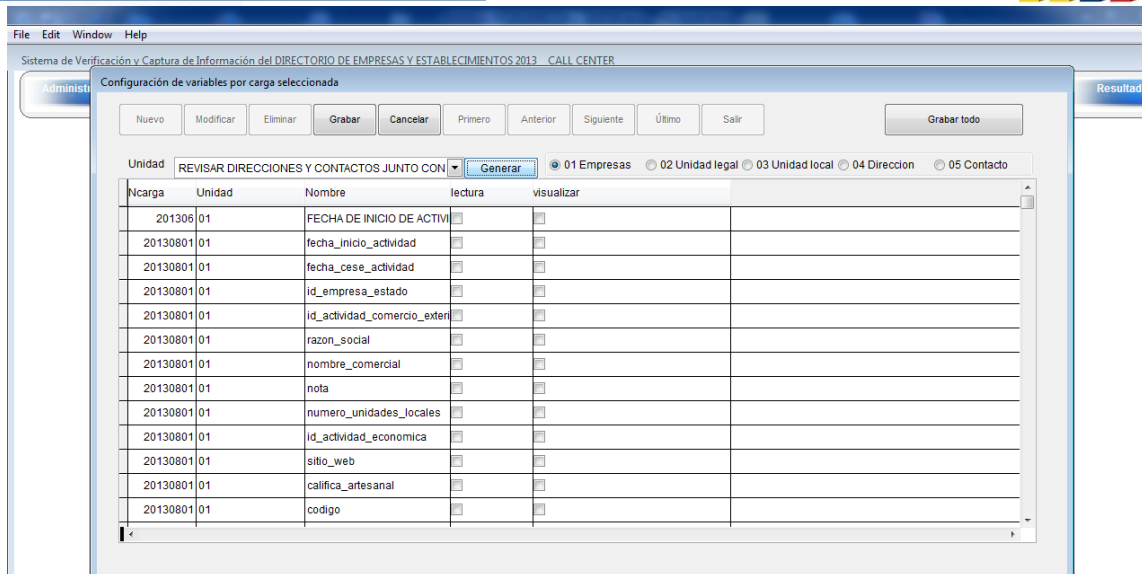 File Edit Window Help
Sistema de Verificación y Captura de Información del DIRECTORIO DE EMPRESAS Y ESTABLECIMIENTOS 2013 CALL CENTER
Administr
Resultad
Configuración de variables por carga seleccionada
Nuevo Modificar Eliminar Grabar Cancelar Primero Anterior Siguiente Último Salir Grabar todo
Unidad REVISAR DIRECCIONES Y CONTACTOS JUNTO CON Generar 01 Empresas 02 Unidad legal 03 Unidad local 04 Direccion 05 Contacto
Ncarga Unidad Nombre lectura visualizar
201306 01 FECHA DE INICIO DE ACTIVI
20130801 01 fecha_inicio_actividad
20130801 01 fecha_cese_actividad
20130801 01 id_empresa_estado
20130801 01 id_actividad_comercio_exteri
20130801 01 razon_social
20130801 01 nombre_comercial
20130801 01 nota
20130801 01 numero_unidades_locales
20130801 01 id_actividad_economica
20130801 01 sitio_web
20130801 01 califica_artesanal
20130801 01 codigo